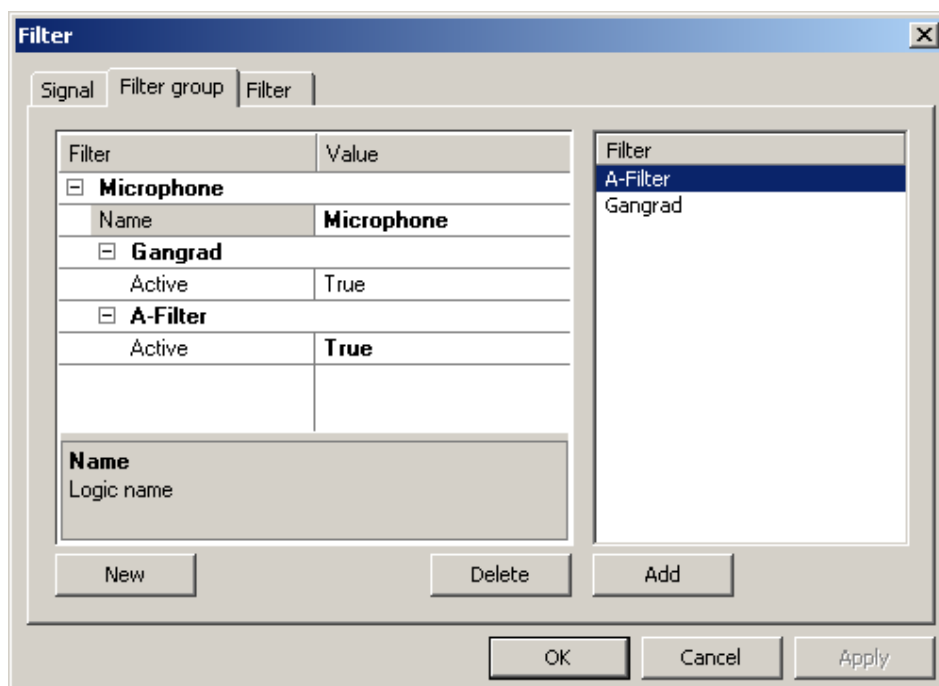 Filter
Signal Filter group Filter
Filter Value
Microphone
Name Microphone
Gangrad
Active True
A-Filter
Active True
Name
Logic name
New Delete
Filter
A-Filter
Gangrad
Add
OK Cancel Apply